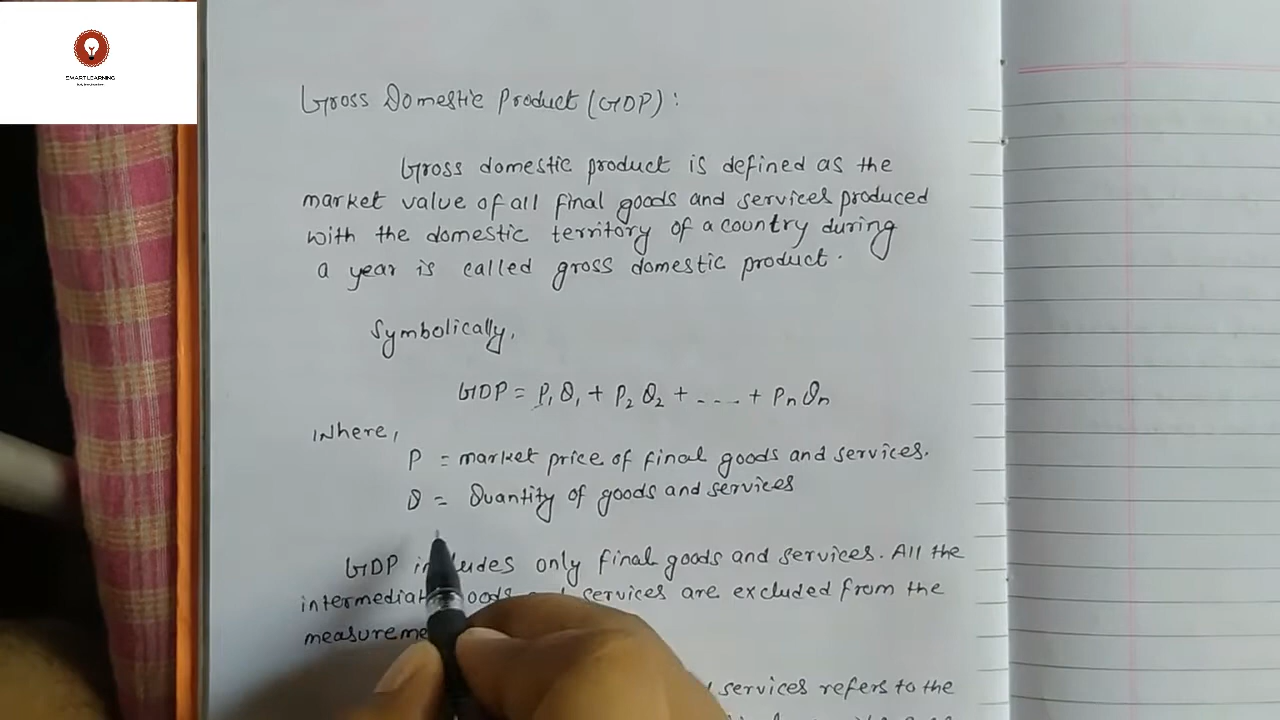 SMART LEARNING
Gross Domestic Product (GDP) :
Gross domestic product is defined as the
market value of all final goods and services produced
with the domestic territory of a country during
a year is called gross domestic product.
Symbolically,
GDP = P₁Q₁ + P₂Q₂ + - - - + PnQn
Where,
P = market price of final goods and services.
Q = Quantity of goods and services
GDP includes only final goods and services. All the
services are excluded from the
services refers to the